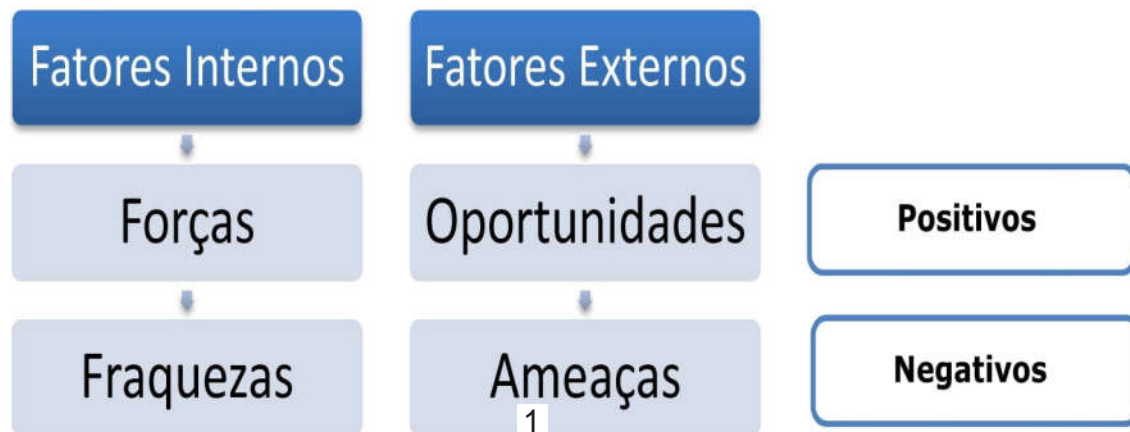 Fatores Internos
Fatores Externos
Forças
Oportunidades
Positivos
Fraquezas
Ameaças
Negativos
1